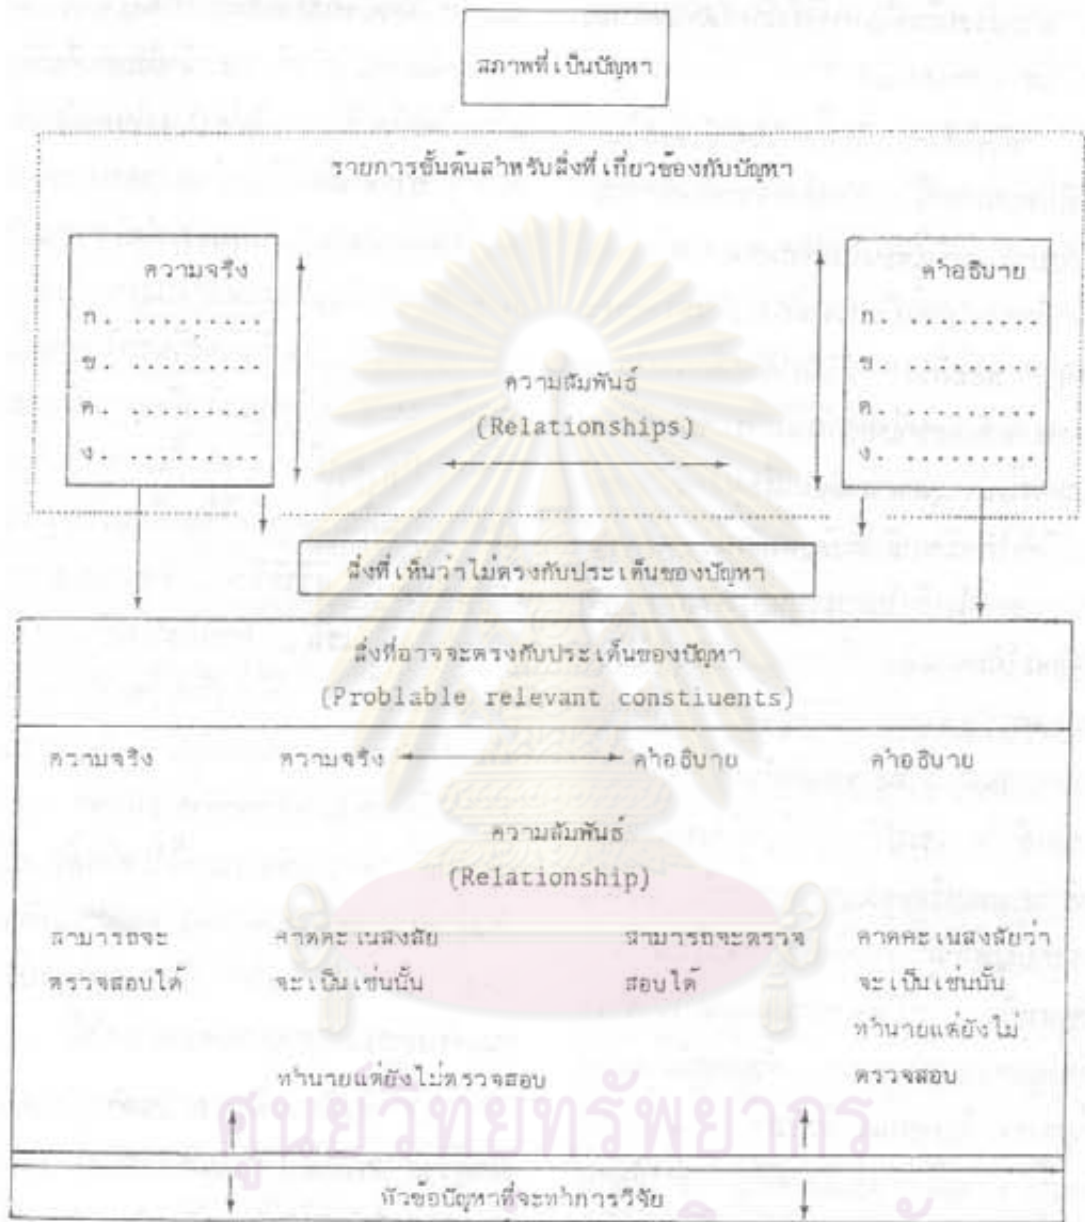 สภาพที่เป็นปัญหา
รายการขั้นต้นสำหรับสิ่งที่เกี่ยวข้องกับปัญหา
ความจริง
ก. .........
ข. .........
ค. .........
ง. .........
ความสัมพันธ์
(Relationships)
คำอธิบาย
ก. .........
ข. .........
ค. .........
ง. .........
สิ่งที่เห็นว่าไม่ตรงกับประเด็นของปัญหา
สิ่งที่อาจจะตรงกับประเด็นของปัญหา
(Problable relevant constiuents)
ความจริง ความจริง คำอธิบาย คำอธิบาย
ความสัมพันธ์
(Relationship)
สามารถจะ คาดคะเนสงสัย สามารถจะตรวจ คาดคะเนสงสัยว่า
ตรวจสอบได้ จะเป็นเช่นนั้น สอบได้ จะเป็นเช่นนั้น
ทำนายแต่ยังไม่
ทำนายแต่ยังไม่ตรวจสอบ ตรวจสอบ
ศูนย์วิทยทรัพยากร
หัวข้อปัญหาที่จะทำการวิจัย